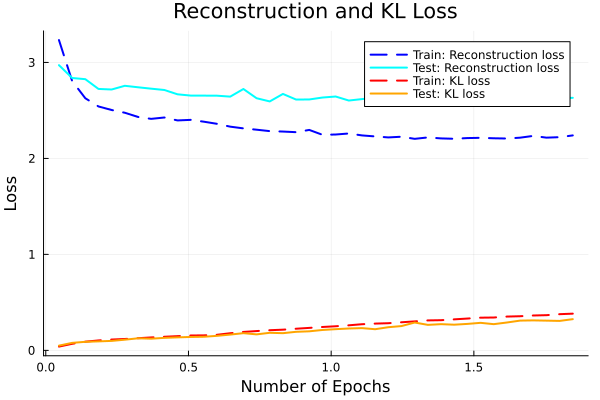 Reconstruction and KL Loss
Train: Reconstruction loss
Test: Reconstruction loss
Train: KL loss
Test: KL loss
Loss
3
2
1
0
0.0 0.5 1.0 1.5
Number of Epochs